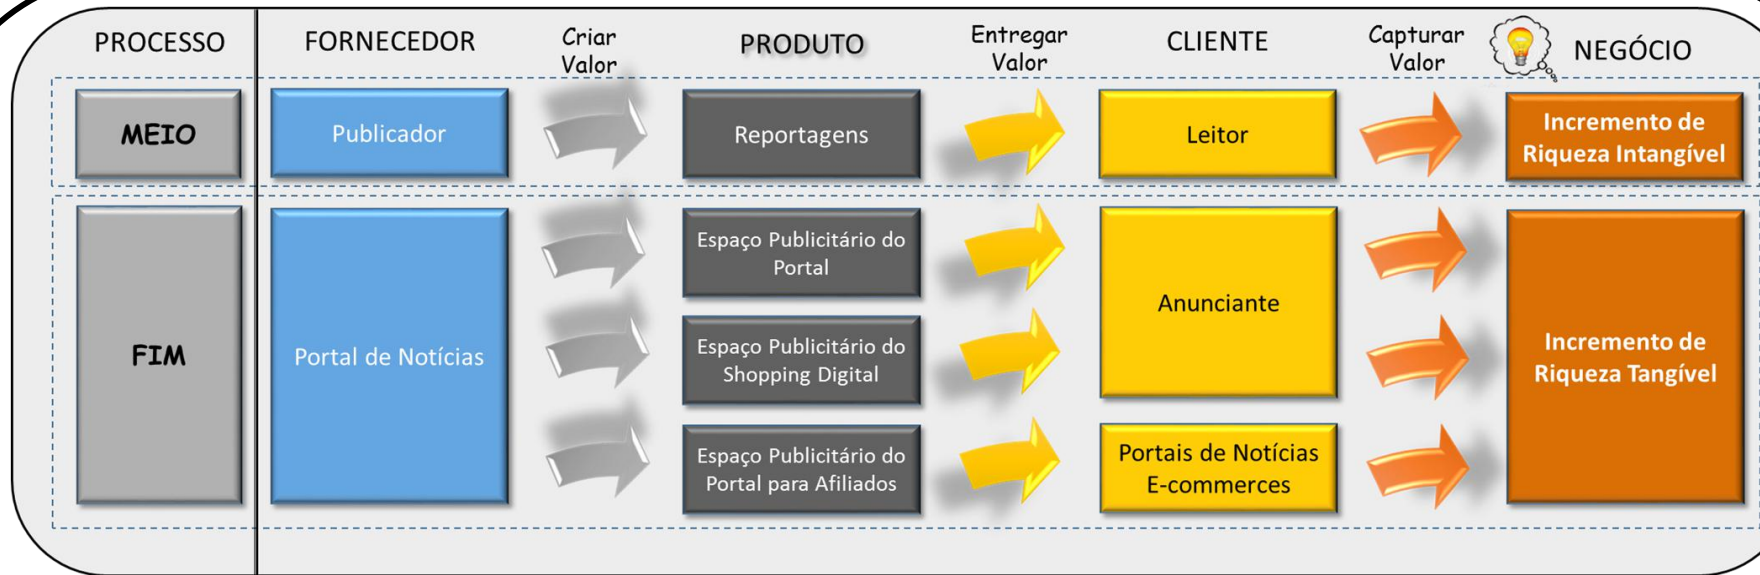 PROCESSO
FORNECEDOR
Criar
Valor
PRODUTO
Entregar
Valor
CLIENTE
Capturar
Valor
NEGÓCIO
MEIO
Publicador
Reportagens
Leitor
Incremento de
Riqueza Intangível
FIM
Portal de Notícias
Espaço Publicitário do
Portal
Espaço Publicitário do
Shopping Digital
Espaço Publicitário do
Portal para Afiliados
Anunciante
Portais de Notícias
E-commerces
Incremento de
Riqueza Tangível